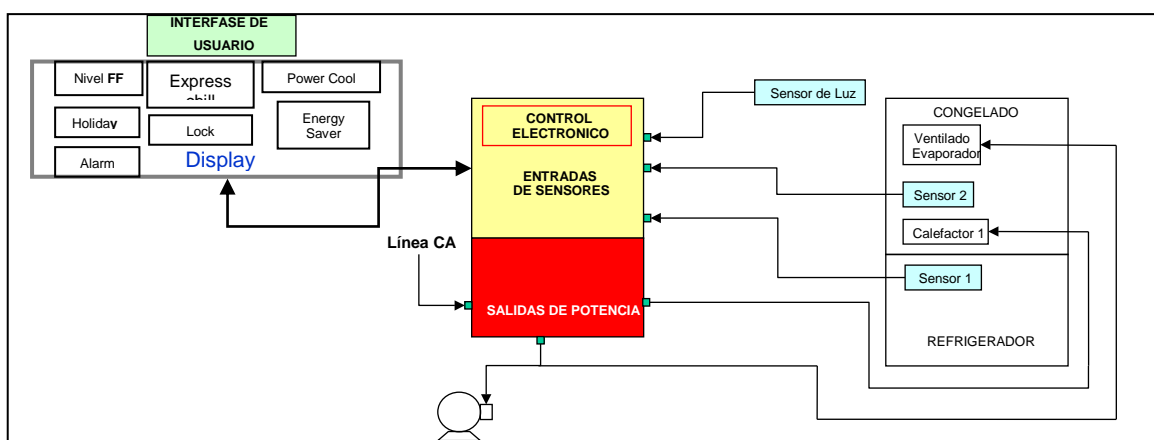 INTERFASE DE
USUARIO
Nivel FF
Express
chill
Power Cool
Holiday
Lock
Energy
Saver
Alarm
Display
CONTROL
ELECTRONICO
ENTRADAS
DE SENSORES
Línea CA
SALIDAS DE POTENCIA
Sensor de Luz
CONGELADO
Ventilado
Evaporador
Sensor 2
Calefactor 1
Sensor 1
REFRIGERADOR